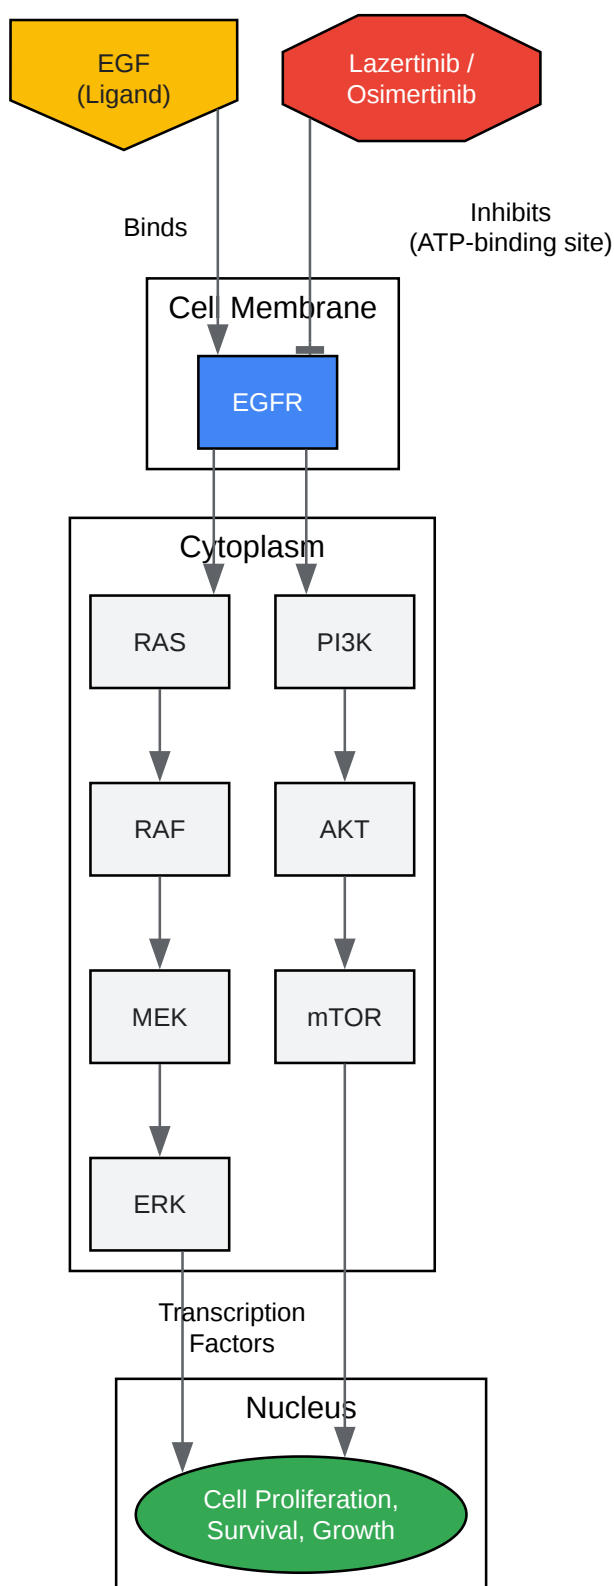 EGF
(Ligand)
Lazertinib /
Osimertinib
Binds
Inhibits
(ATP-binding site)
Cell Membrane
EGFR
Cytoplasm
RAS
PI3K
RAF
AKT
MEK
mTOR
ERK
Transcription
Factors
Nucleus
Cell Proliferation,
Survival, Growth